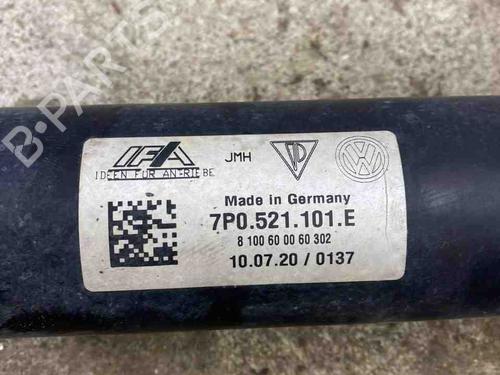 B-PARTS
IFA
IDEEN FÜR ANTRIEBE
JMH
Made in Germany
7P0.521.101.E
8 100 60 00 60 302
10.07.20 / 0137